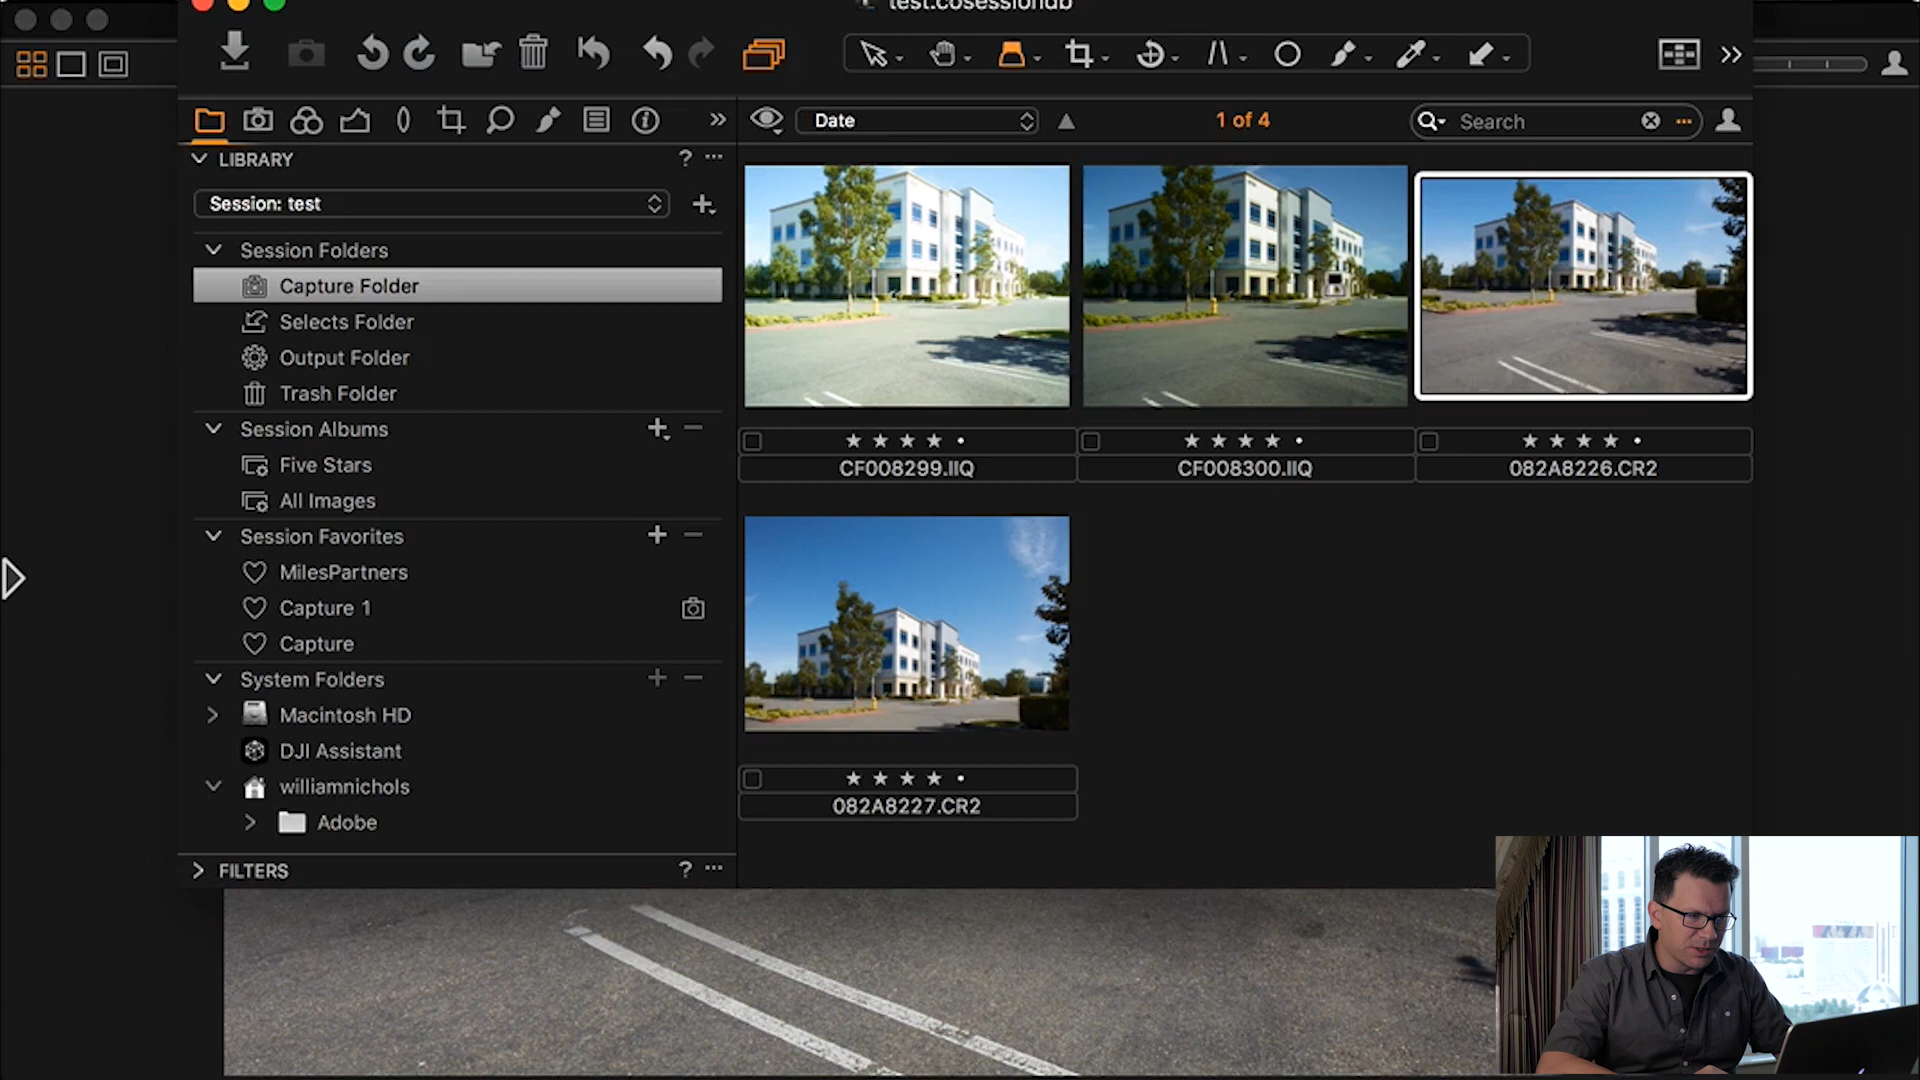 test.cosessiondb
Date
1 of 4
Search
LIBRARY
?
Session: test
Session Folders
Capture Folder
Selects Folder
Output Folder
Trash Folder
Session Albums
Five Stars
All Images
Session Favorites
MilesPartners
Capture 1
Capture
System Folders
Macintosh HD
DJI Assistant
williamnichols
Adobe
FILTERS
?
CF008299.IIQ
CF008300.IIQ
082A8226.CR2
082A8227.CR2